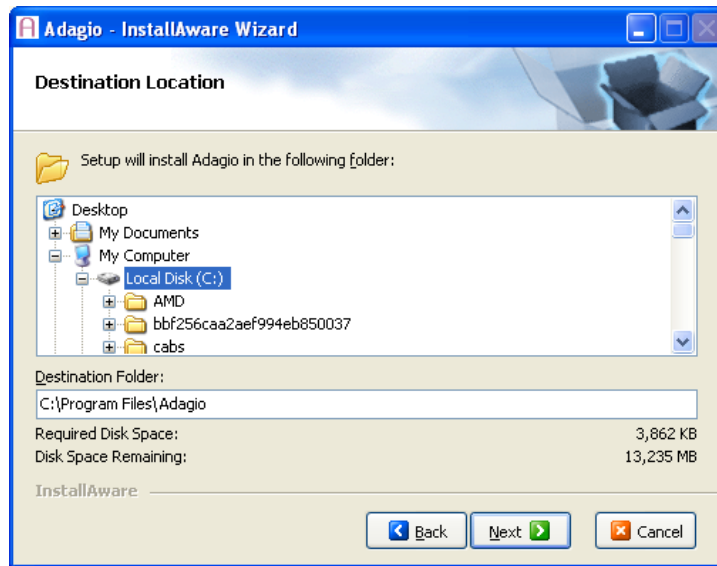 Adagio - InstallAware Wizard
Destination Location
Setup will install Adagio in the following folder:
Desktop
My Documents
My Computer
Local Disk (C:)
AMD
bbf256caa2aef994eb850037
cabs
Destination Folder:
C:\Program Files\Adagio
Required Disk Space: 3,862 KB
Disk Space Remaining: 13,235 MB
InstallAware
Back Next Cancel